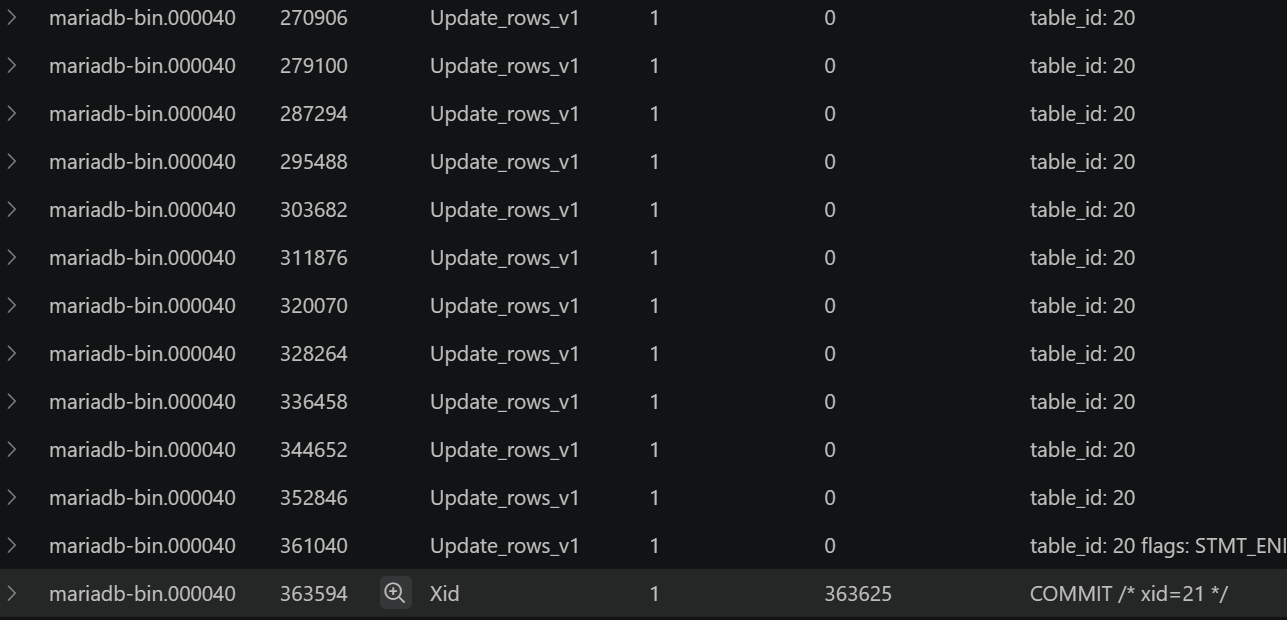 mariadb-bin.000040 270906 Update_rows_v1 1 0 table_id: 20
mariadb-bin.000040 279100 Update_rows_v1 1 0 table_id: 20
mariadb-bin.000040 287294 Update_rows_v1 1 0 table_id: 20
mariadb-bin.000040 295488 Update_rows_v1 1 0 table_id: 20
mariadb-bin.000040 303682 Update_rows_v1 1 0 table_id: 20
mariadb-bin.000040 311876 Update_rows_v1 1 0 table_id: 20
mariadb-bin.000040 320070 Update_rows_v1 1 0 table_id: 20
mariadb-bin.000040 328264 Update_rows_v1 1 0 table_id: 20
mariadb-bin.000040 336458 Update_rows_v1 1 0 table_id: 20
mariadb-bin.000040 344652 Update_rows_v1 1 0 table_id: 20
mariadb-bin.000040 352846 Update_rows_v1 1 0 table_id: 20
mariadb-bin.000040 361040 Update_rows_v1 1 0 table_id: 20 flags: STMT_EN
mariadb-bin.000040 363594 Xid 1 363625 COMMIT /* xid=21 */